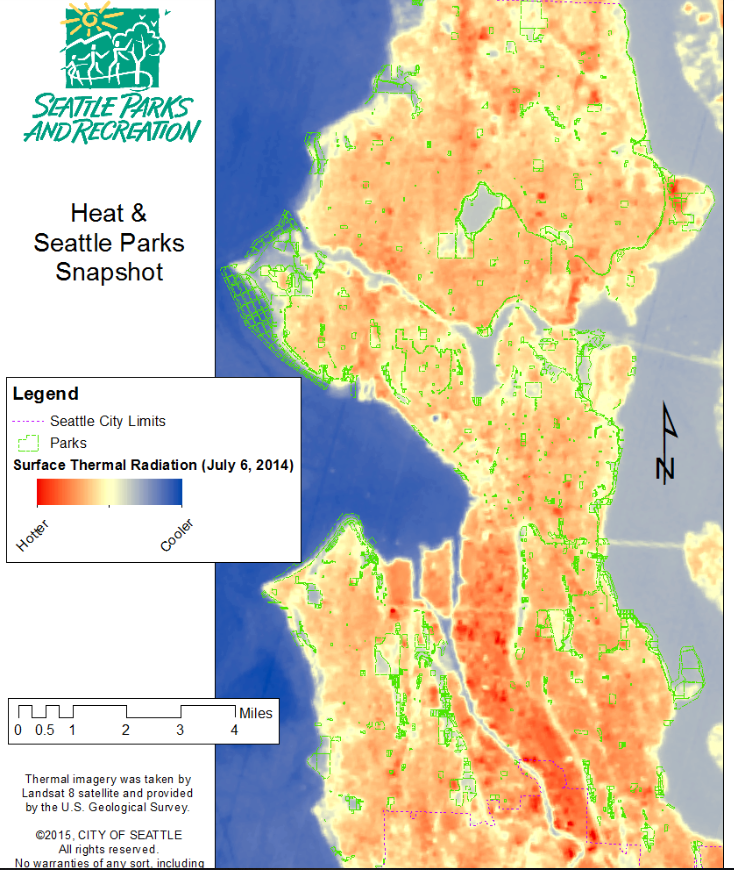 SEATTLE PARKS
AND RECREATION
Heat &
Seattle Parks
Snapshot
Legend
Seattle City Limits
Parks
Surface Thermal Radiation (July 6, 2014)
Hotter
Cooler
N
Miles
0 0.5 1 2 3 4
Thermal imagery was taken by
Landsat 8 satellite and provided
by the U.S. Geological Survey.
©2015, CITY OF SEATTLE
All rights reserved.
No warranties of any sort, including